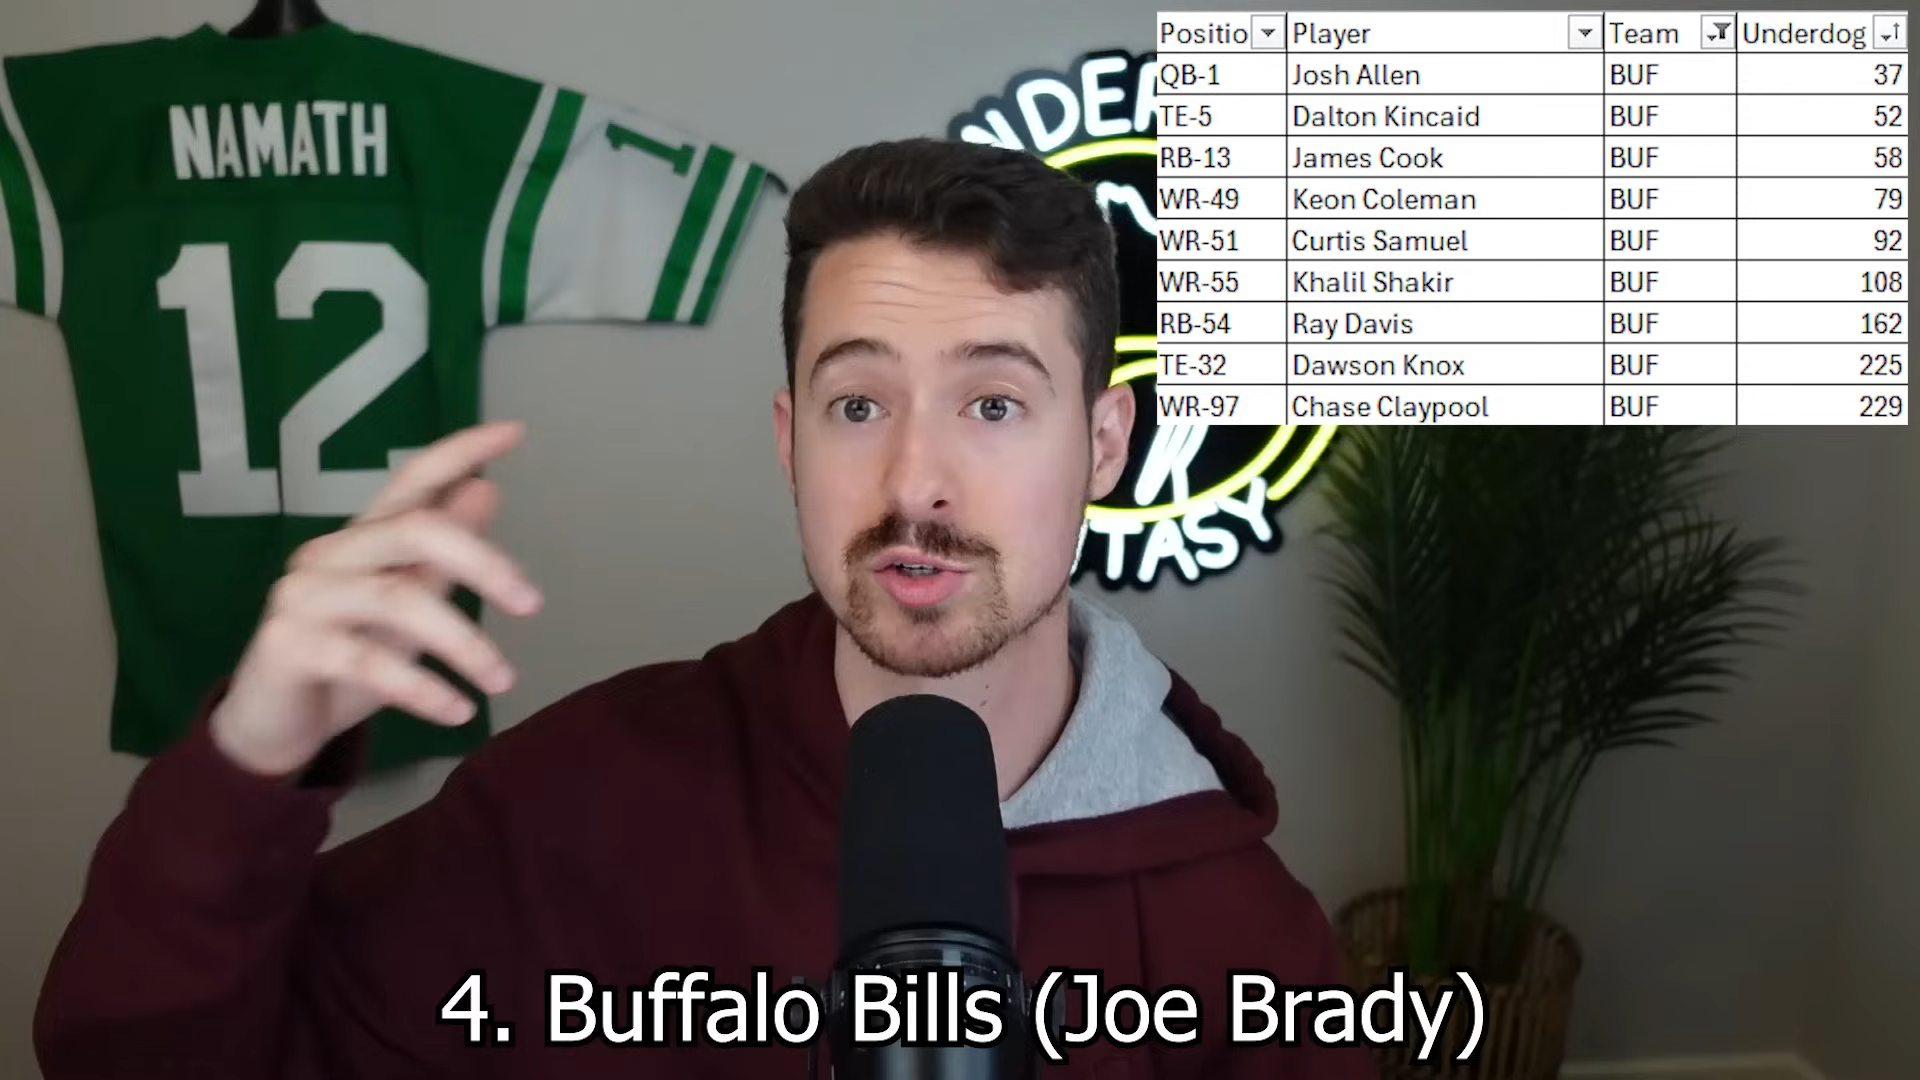 NAMATH
12
1
Positio Player Team Underdog
QB-1 Josh Allen BUF 37
TE-5 Dalton Kincaid BUF 52
RB-13 James Cook BUF 58
WR-49 Keon Coleman BUF 79
WR-51 Curtis Samuel BUF 92
WR-55 Khalil Shakir BUF 108
RB-54 Ray Davis BUF 162
TE-32 Dawson Knox BUF 225
WR-97 Chase Claypool BUF 229
4. Buffalo Bills (Joe Brady)